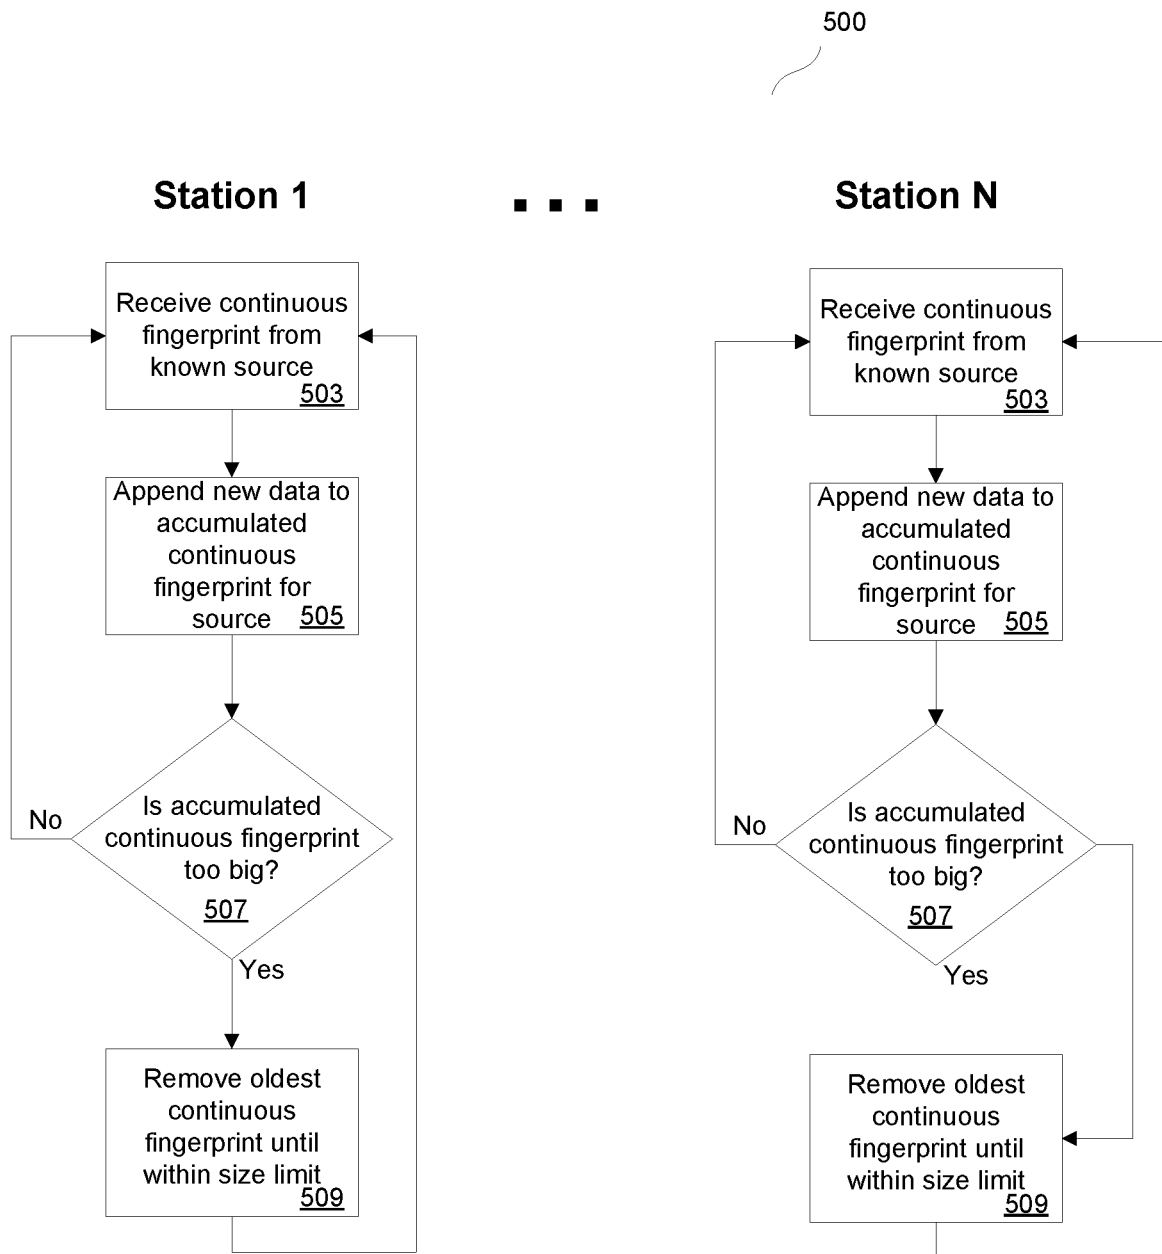 500
Station 1
...
Station N
Receive continuous
fingerprint from
known source
503
Append new data to
accumulated
continuous
fingerprint for
source 505
Is accumulated
continuous fingerprint
too big?
507
No
Yes
Remove oldest
continuous
fingerprint until
within size limit
509
Receive continuous
fingerprint from
known source
503
Append new data to
accumulated
continuous
fingerprint for
source 505
Is accumulated
continuous fingerprint
too big?
507
No
Yes
Remove oldest
continuous
fingerprint until
within size limit
509